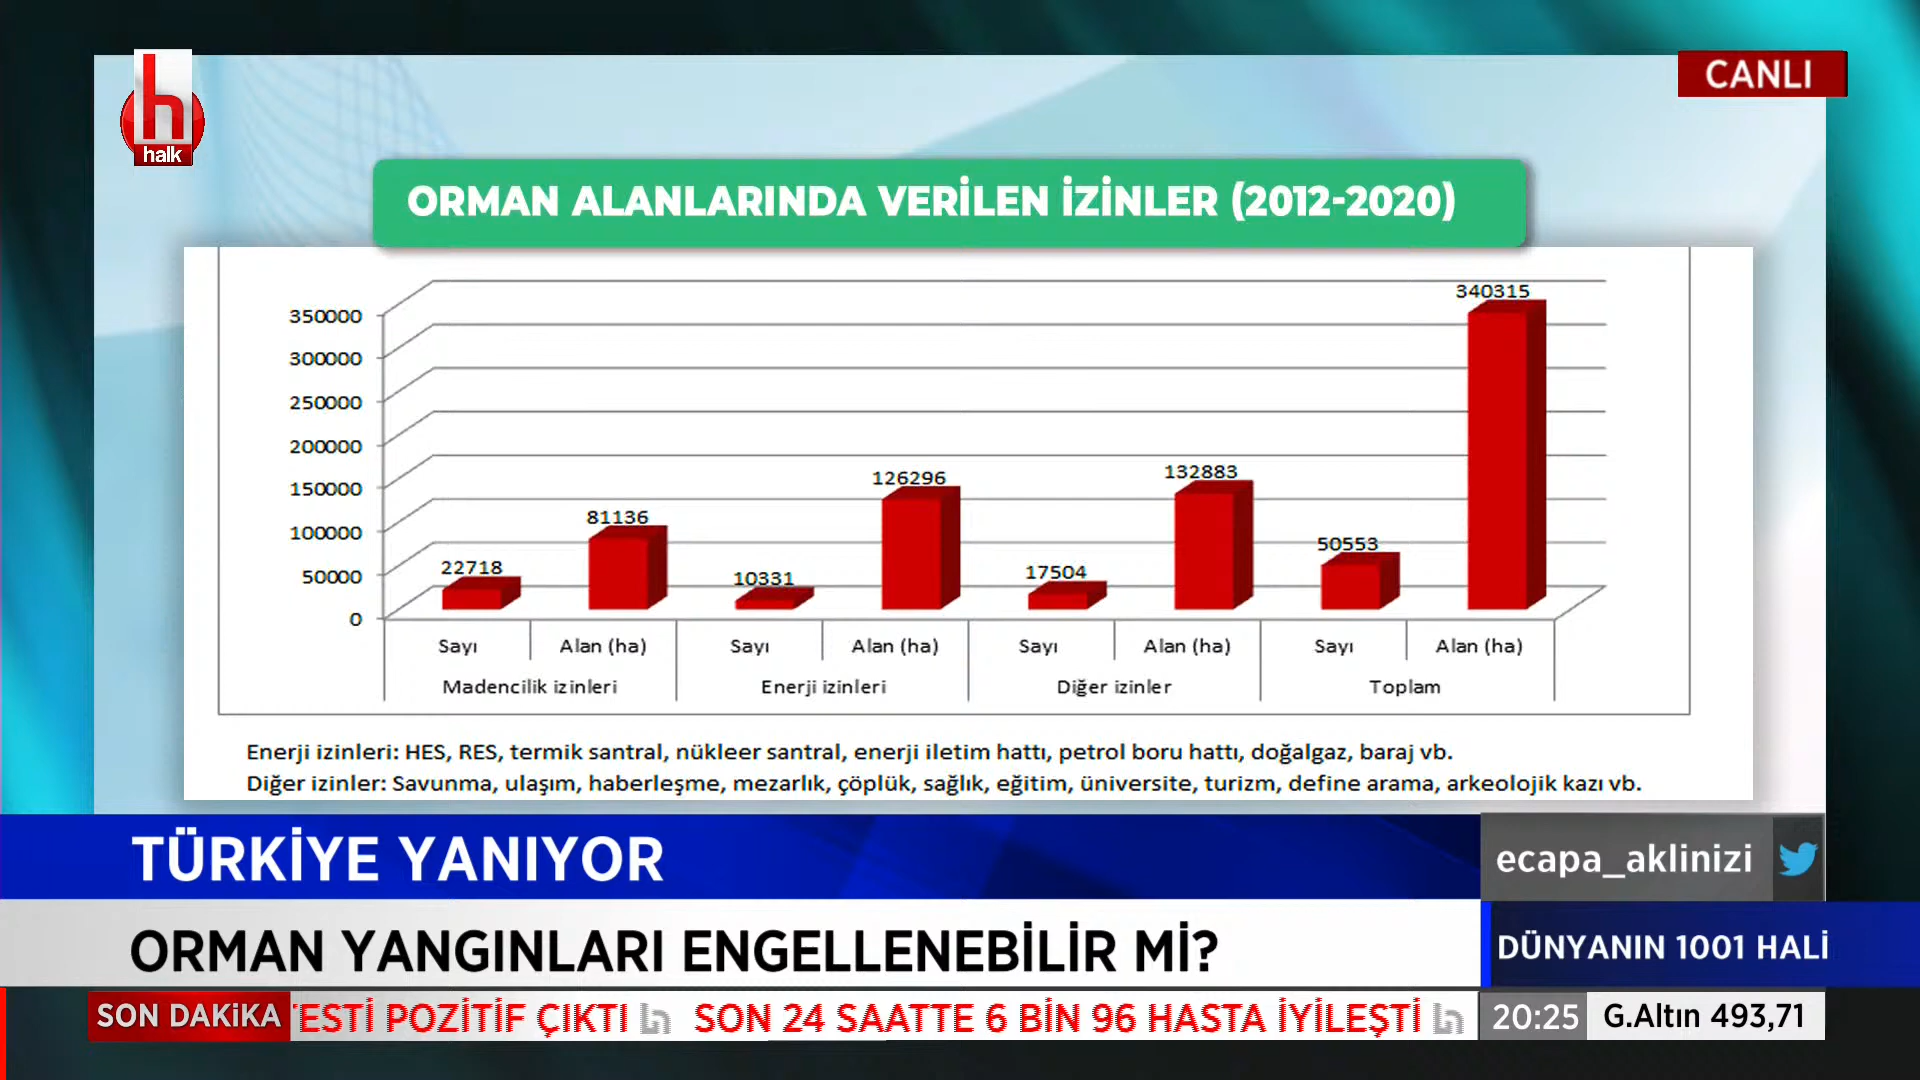 h
halk
CANLI
ORMAN ALANLARINDA VERİLEN İZİNLER (2012-2020)
350000
300000
250000
200000
150000
100000
50000
0
22718
81136
10331
126296
17504
132883
50553
340315
Sayı Alan (ha) Sayı Alan (ha) Sayı Alan (ha) Sayı Alan (ha)
Madencilik izinleri Enerji izinleri Diğer izinler Toplam
Enerji izinleri: HES, RES, termik santral, nükleer santral, enerji iletim hattı, petrol boru hattı, doğalgaz, baraj vb.
Diğer izinler: Savunma, ulaşım, haberleşme, mezarlık, çöplük, sağlık, eğitim, üniversite, turizm, define arama, arkeolojik kazı vb.
TÜRKİYE YANIYOR
ecapa_aklinizi
ORMAN YANGINLARI ENGELLENEBİLİR Mİ?
DÜNYANIN 1001 HALİ
SON DAKİKA ESTİ POZİTİF ÇIKTI h SON 24 SAATTE 6 BİN 96 HASTA İYİLEŞTİ h 20:25 G.Altın 493,71